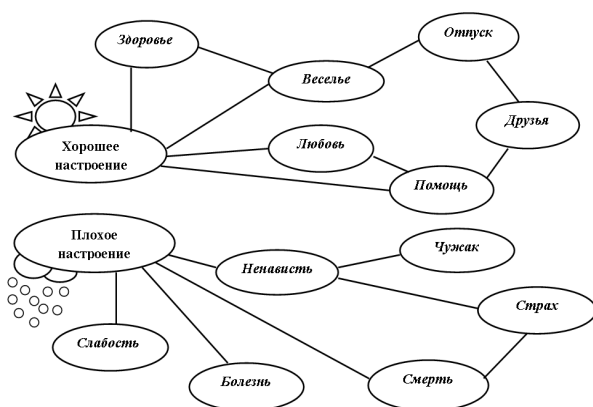 Здоровье
Отпуск
Веселье
Друзья
Хорошее
настроение
Любовь
Помощь
Плохое
настроение
Чужак
Ненависть
Страх
Слабость
Болезнь
Смерть